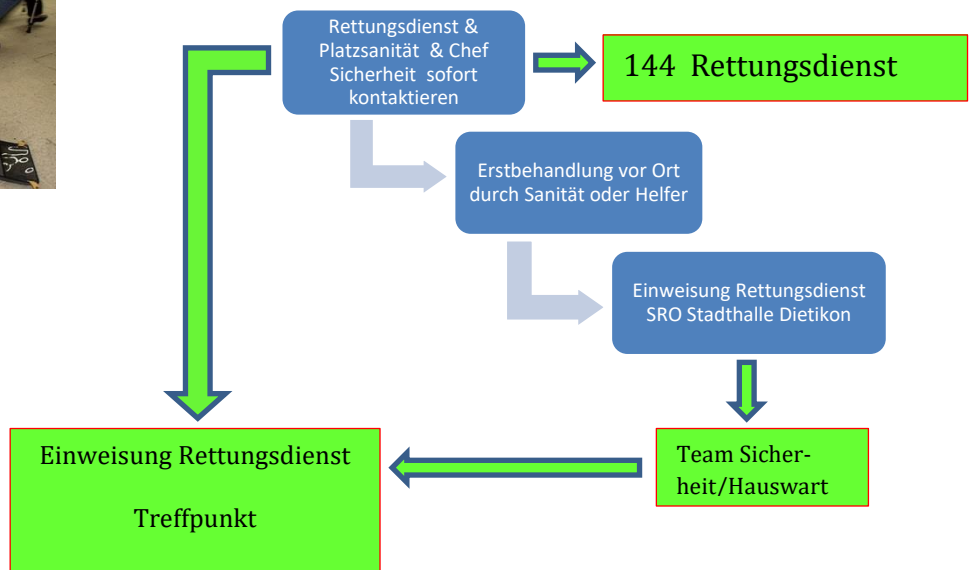 Rettungsdienst &
Platzsanität & Chef
Sicherheit sofort
kontaktieren
144 Rettungsdienst
Erstbehandlung vor Ort
durch Sanität oder Helfer
Einweisung Rettungsdienst
SRO Stadthalle Dietikon
Einweisung Rettungsdienst
Treffpunkt
Team Sicher-
heit/Hauswart